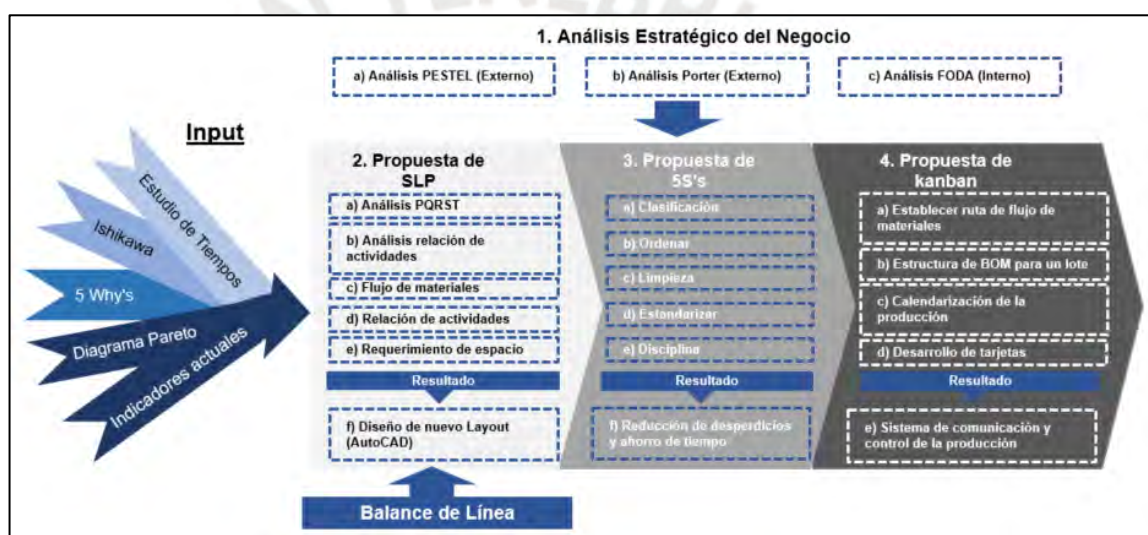 1. Análisis Estratégico del Negocio
a) Análisis PESTEL (Externo)
b) Análisis Porter (Externo)
c) Análisis FODA (Interno)
Input
Estudio de Tiempos
Ishikawa
5 Why's
Diagrama Pareto
Indicadores actuales
2. Propuesta de
SLP
a) Análisis PQRST
b) Análisis relación de
actividades
c) Flujo de materiales
d) Relación de actividades
e) Requerimiento de espacio
Resultado
f) Diseño de nuevo Layout
(AutoCAD)
Balance de Línea
3. Propuesta de
5S's
a) Clasificación
b) Ordenar
c) Limpieza
d) Estandarizar
e) Disciplina
Resultado
f) Reducción de desperdicios
y ahorro de tiempo
4. Propuesta de
kanban
a) Establecer ruta de flujo de
materiales
b) Estructura de BOM para un lote
c) Calendarización de la
producción
d) Desarrollo de tarjetas
Resultado
e) Sistema de comunicación y
control de la producción